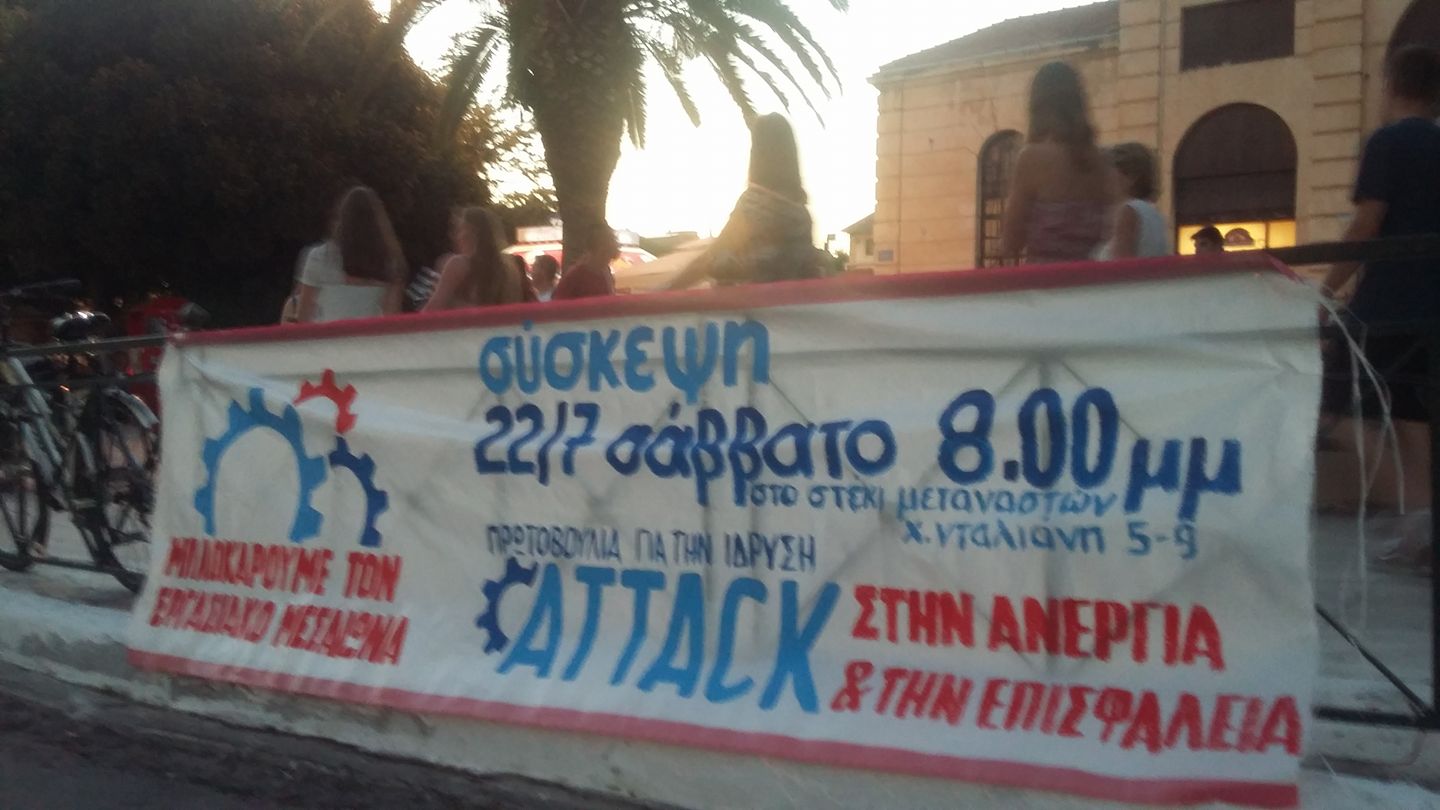 σύσκεψη
22/7 σάββατο 8.00 μμ
στο στέκι μεταναστών
χ. νταλιάνη 5-9
ΠΡΩΤΟΒΟΥΛΙΑ ΓΙΑ ΤΗΝ ΙΔΡΥΣΗ
ATTACK
ΣΤΗΝ ΑΝΕΡΓΙΑ
& ΤΗΝ ΕΠΙΣΦΑΛΕΙΑ
ΜΠΛΟΚΑΡΟΥΜΕ ΤΟΝ
ΕΡΓΑΣΙΑΚΟ ΜΕΣΑΙΩΝΑ